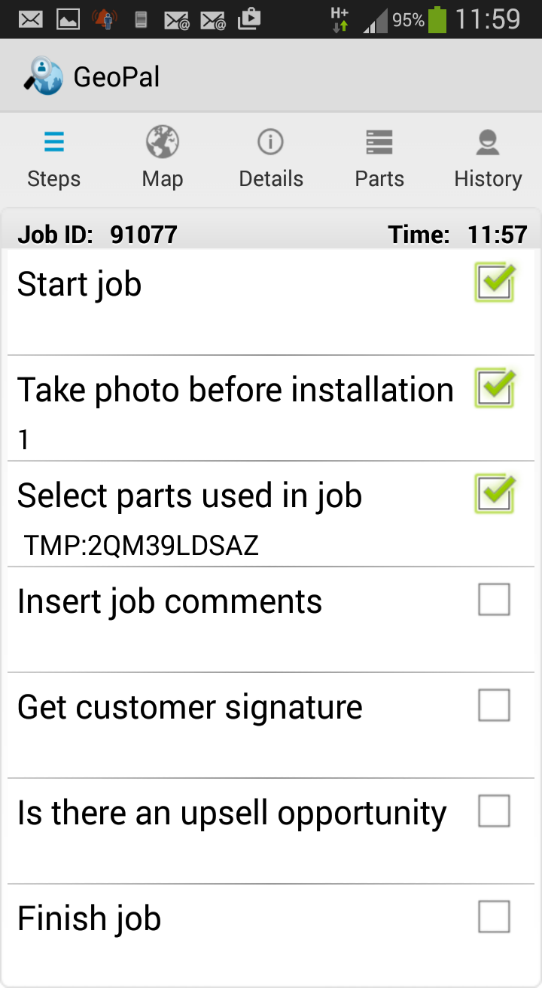 H+ 95% 11:59
GeoPal
Steps Map Details Parts History
Job ID: 91077 Time: 11:57
Start job
Take photo before installation
1
Select parts used in job
TMP:2QM39LDSAZ
Insert job comments
Get customer signature
Is there an upsell opportunity
Finish job